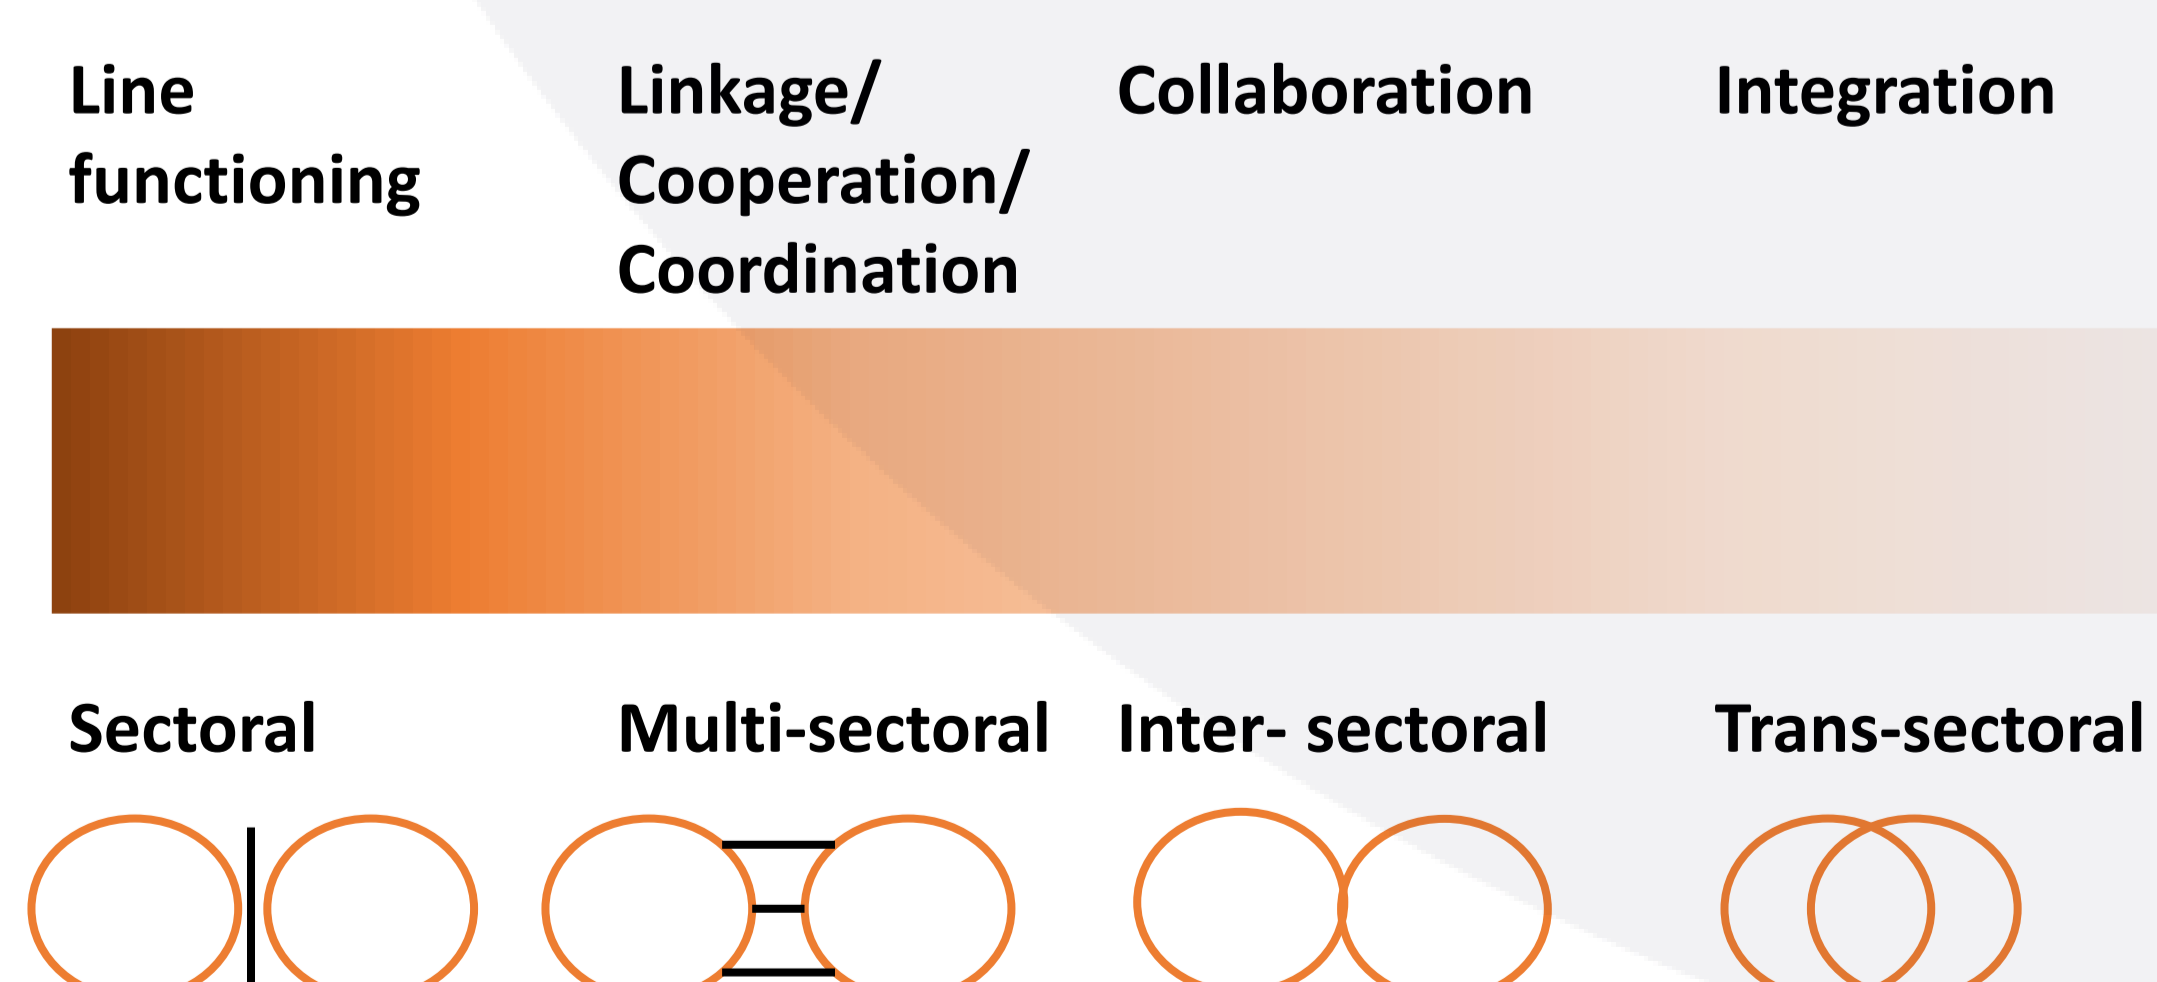 Line
functioning
Linkage/
Cooperation/
Coordination
Collaboration
Integration
Sectoral
Multi-sectoral
Inter- sectoral
Trans-sectoral